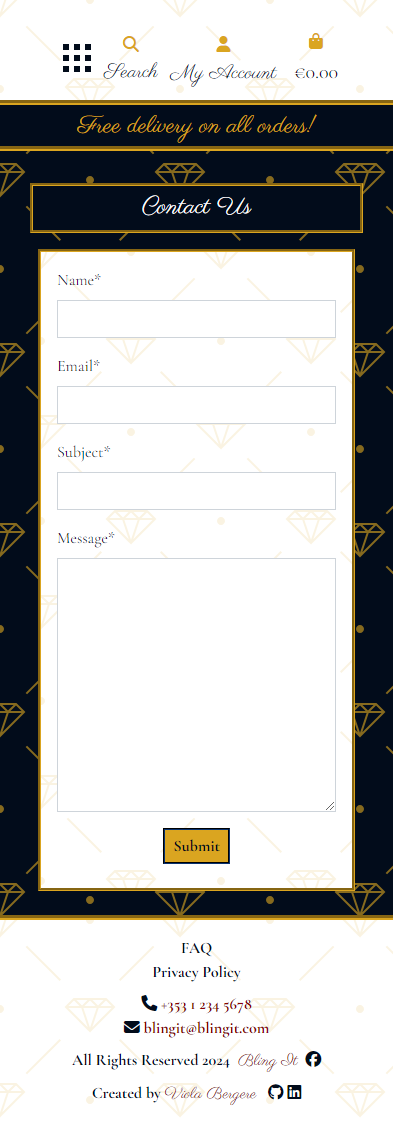 Search My Account €0.00
Free delivery on all orders!
Contact Us
Name*
Email*
Subject*
Message*
Submit
FAQ
Privacy Policy
+353 1 234 5678
blingit@blingit.com
All Rights Reserved 2024 Bling It
Created by Viola Bergere